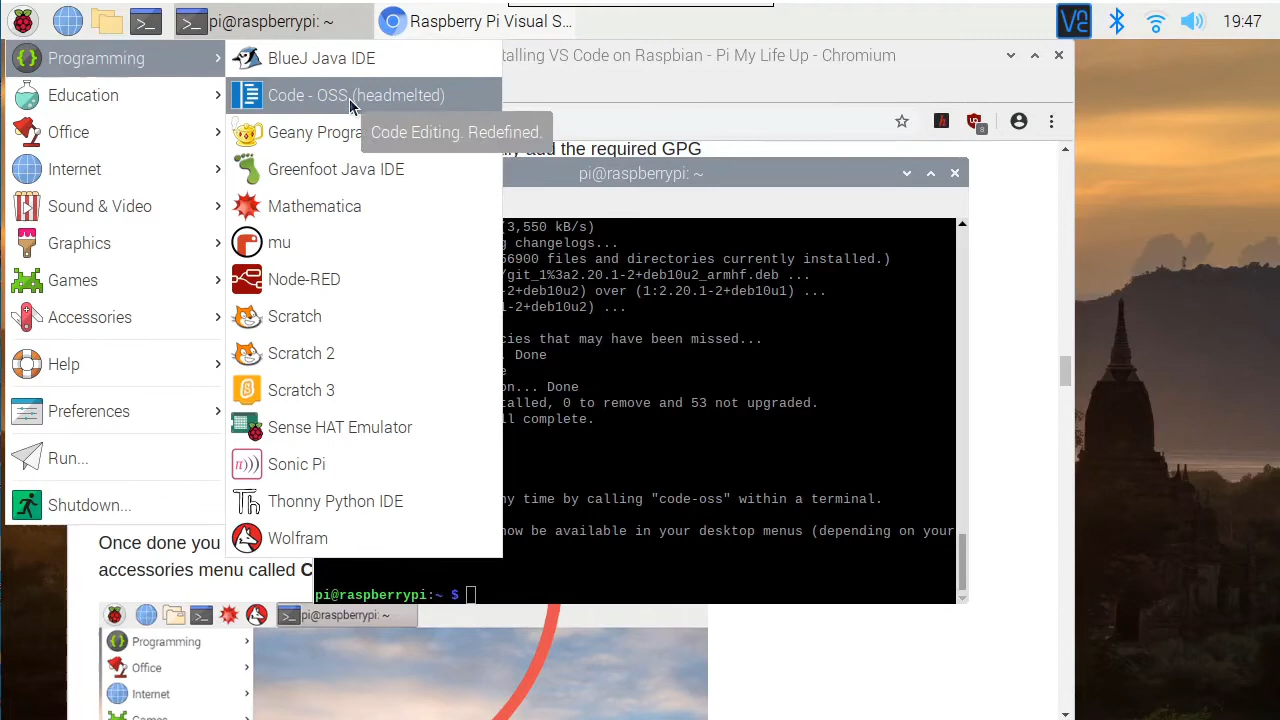 pi@raspberrypi: ~
Raspberry Pi Visual S...
19:47
stalling VS Code on Raspbian - Pi My Life Up - Chromium
Programming
Education
Office
Internet
Sound & Video
Graphics
Games
Accessories
Help
Preferences
Run...
Shutdown...
BlueJ Java IDE
Code - OSS (headmelted)
Geany Progra
Greenfoot Java IDE
Mathematica
mu
Node-RED
Scratch
Scratch 2
Scratch 3
Sense HAT Emulator
Sonic Pi
Thonny Python IDE
Wolfram
Code Editing. Redefined.
8
add the required GPG
pi@raspberrypi: ~
(3,550 kB/s)
g changelogs...
56900 files and directories currently installed.)
/git_1%3a2.20.1-2+deb10u2_armhf.deb ...
-2+deb10u2) over (1:2.20.1-2+deb10u1) ...
-1-2+deb10u2) ...
cies that may have been missed...
. Done
e
on... Done
talled, 0 to remove and 53 not upgraded.
ll complete.
ny time by calling "code-oss" within a terminal.
now be available in your desktop menus (depending on your
pi@raspberrypi:~ $
Once done you
accessories menu called C
pi@raspberrypi: ~
Programming
Office
Internet
Games